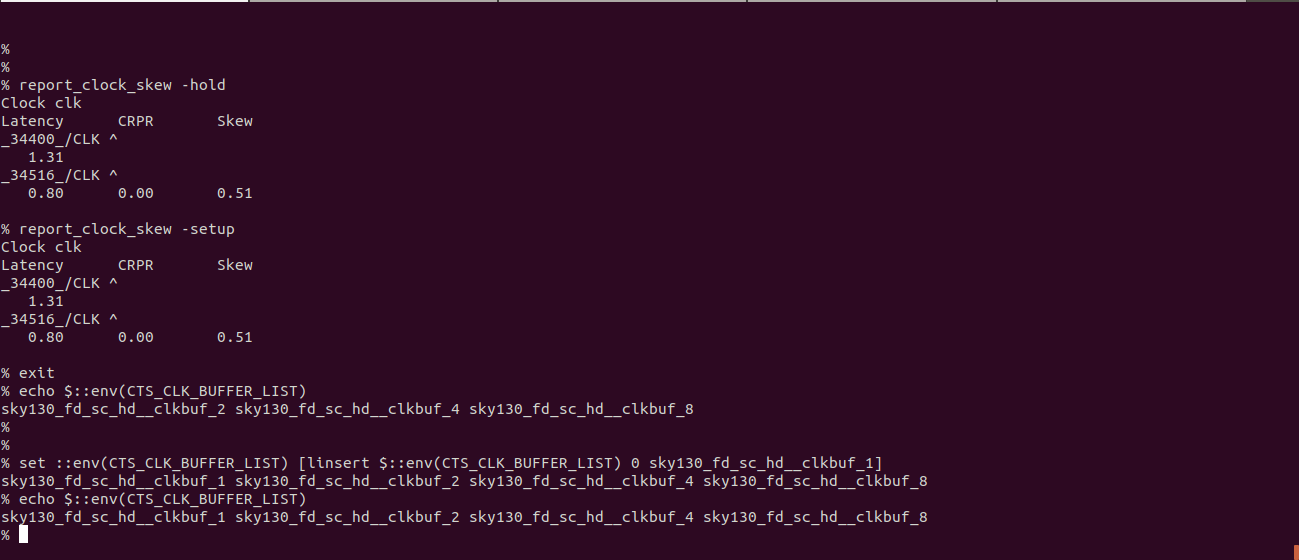 %
%
% report_clock_skew -hold
Clock clk
Latency      CRPR       Skew
_34400_/CLK ^
   1.31
_34516_/CLK ^
   0.80      0.00       0.51
% report_clock_skew -setup
Clock clk
Latency      CRPR       Skew
_34400_/CLK ^
   1.31
_34516_/CLK ^
   0.80      0.00       0.51
% exit
% echo $::env(CTS_CLK_BUFFER_LIST)
sky130_fd_sc_hd__clkbuf_2 sky130_fd_sc_hd__clkbuf_4 sky130_fd_sc_hd__clkbuf_8
%
%
% set ::env(CTS_CLK_BUFFER_LIST) [linsert $::env(CTS_CLK_BUFFER_LIST) 0 sky130_fd_sc_hd__clkbuf_1]
sky130_fd_sc_hd__clkbuf_1 sky130_fd_sc_hd__clkbuf_2 sky130_fd_sc_hd__clkbuf_4 sky130_fd_sc_hd__clkbuf_8
% echo $::env(CTS_CLK_BUFFER_LIST)
sky130_fd_sc_hd__clkbuf_1 sky130_fd_sc_hd__clkbuf_2 sky130_fd_sc_hd__clkbuf_4 sky130_fd_sc_hd__clkbuf_8
%